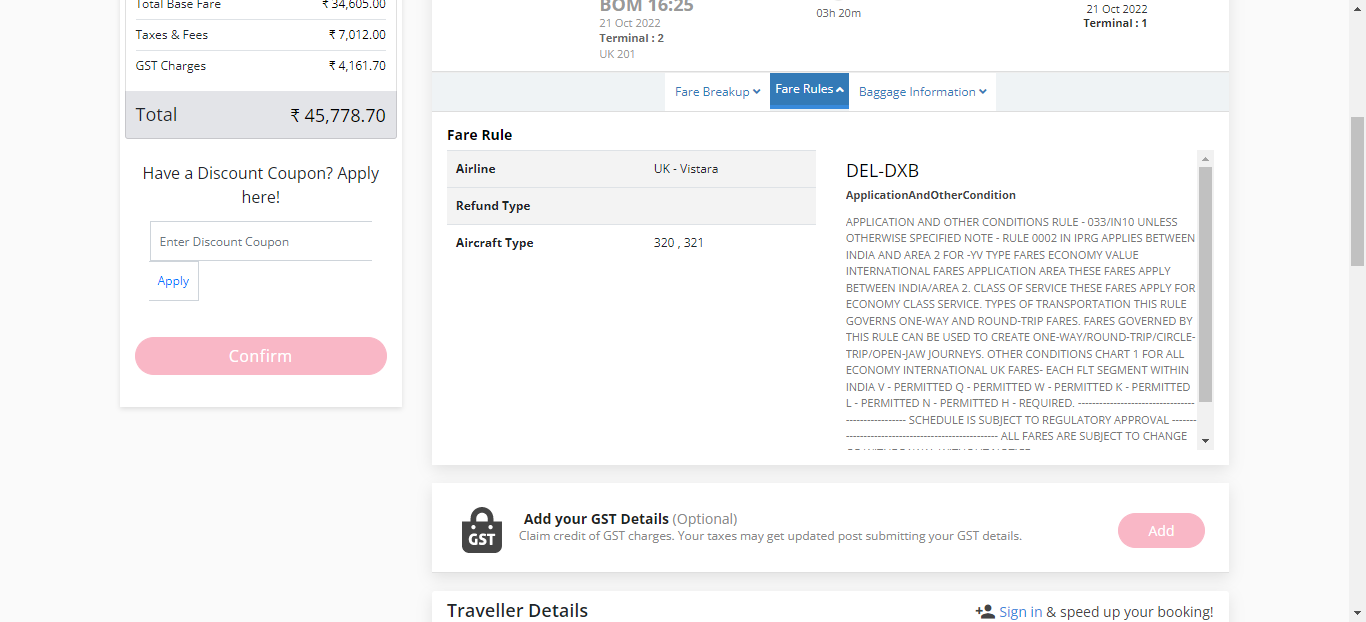 Total Base Fare ₹ 34,605.00
Taxes & Fees ₹ 7,012.00
GST Charges ₹ 4,161.70
Total ₹ 45,778.70
Have a Discount Coupon? Apply
here!
Enter Discount Coupon
Apply
Confirm
BOM 16:25
21 Oct 2022
Terminal : 2
UK 201
03h 20m
21 Oct 2022
Terminal : 1
Fare Breakup Fare Rules Baggage Information
Fare Rule
Airline UK - Vistara
Refund Type
Aircraft Type 320 , 321
DEL-DXB
ApplicationAndOtherCondition
APPLICATION AND OTHER CONDITIONS RULE - 033/IN10 UNLESS
OTHERWISE SPECIFIED NOTE - RULE 0002 IN IPRG APPLIES BETWEEN
INDIA AND AREA 2 FOR -YV TYPE FARES ECONOMY VALUE
INTERNATIONAL FARES APPLICATION AREA THESE FARES APPLY
BETWEEN INDIA/AREA 2. CLASS OF SERVICE THESE FARES APPLY FOR
ECONOMY CLASS SERVICE. TYPES OF TRANSPORTATION THIS RULE
GOVERNS ONE-WAY AND ROUND-TRIP FARES. FARES GOVERNED BY
THIS RULE CAN BE USED TO CREATE ONE-WAY/ROUND-TRIP/CIRCLE-
TRIP/OPEN-JAW JOURNEYS. OTHER CONDITIONS CHART 1 FOR ALL
ECONOMY INTERNATIONAL UK FARES- EACH FLT SEGMENT WITHIN
INDIA V - PERMITTED Q - PERMITTED W - PERMITTED K - PERMITTED
L - PERMITTED N - PERMITTED H - REQUIRED. ---------------------------------
----------------- SCHEDULE IS SUBJECT TO REGULATORY APPROVAL -------
------------------------------------------- ALL FARES ARE SUBJECT TO CHANGE
GST
Add your GST Details (Optional)
Claim credit of GST charges. Your taxes may get updated post submitting your GST details.
Add
Traveller Details
Sign in & speed up your booking!